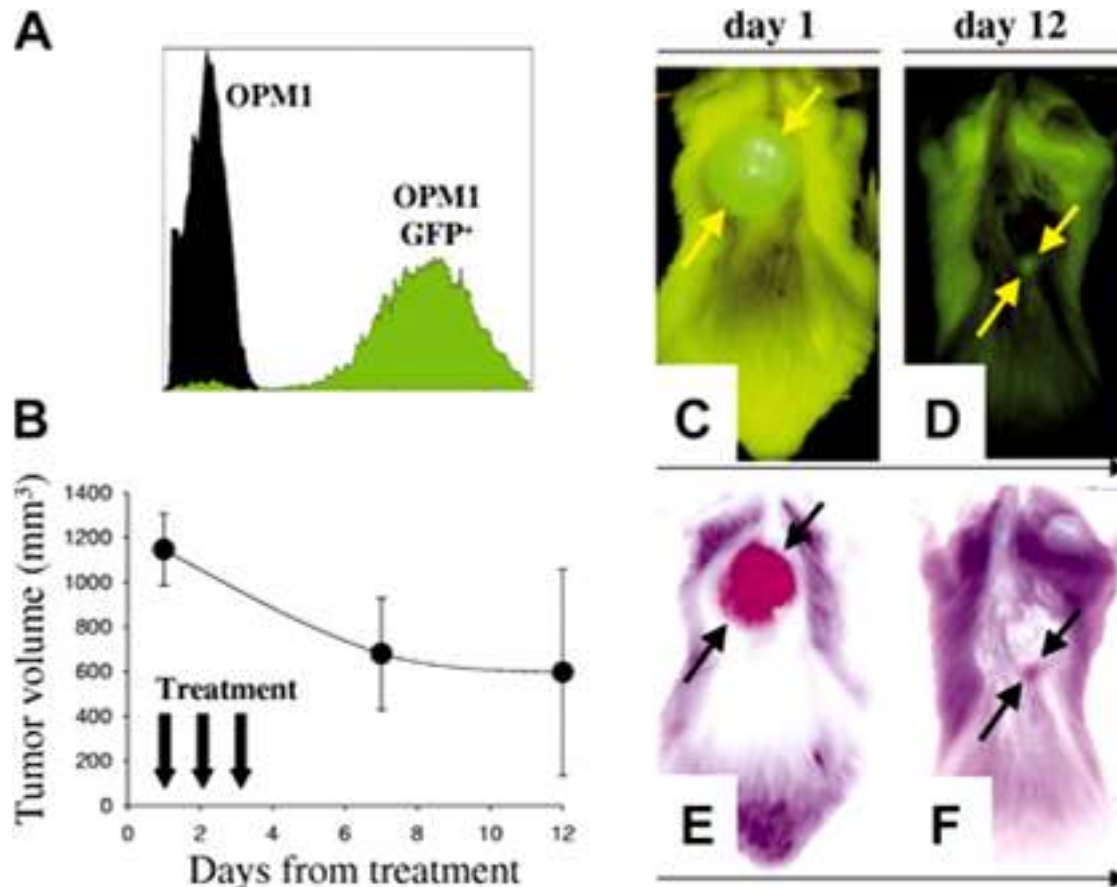 A
OPM1
OPM1
GFP+
B
1400
1200
1000
800
600
400
200
0
Tumor volume (mm³)
Treatment
0 2 4 6 8 10 12
Days from treatment
day 1
day 12
C
D
E
F